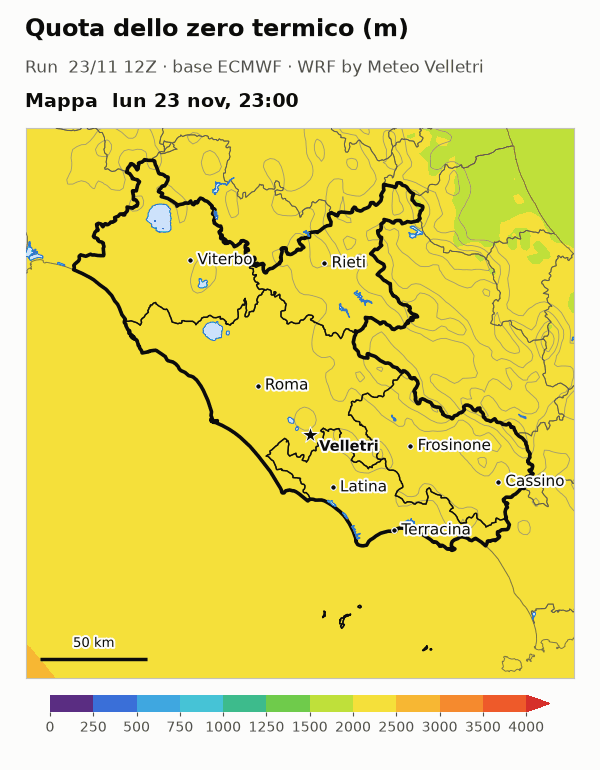 Quota dello zero termico (m)
Run  23/11 12Z · base ECMWF · WRF by Meteo Velletri
Mappa  lun 23 nov, 23:00
Viterbo
Rieti
Roma
Velletri
Frosinone
Cassino
Latina
Terracina
50 km
0 250 500 750 1000 1250 1500 2000 2500 3000 3500 4000